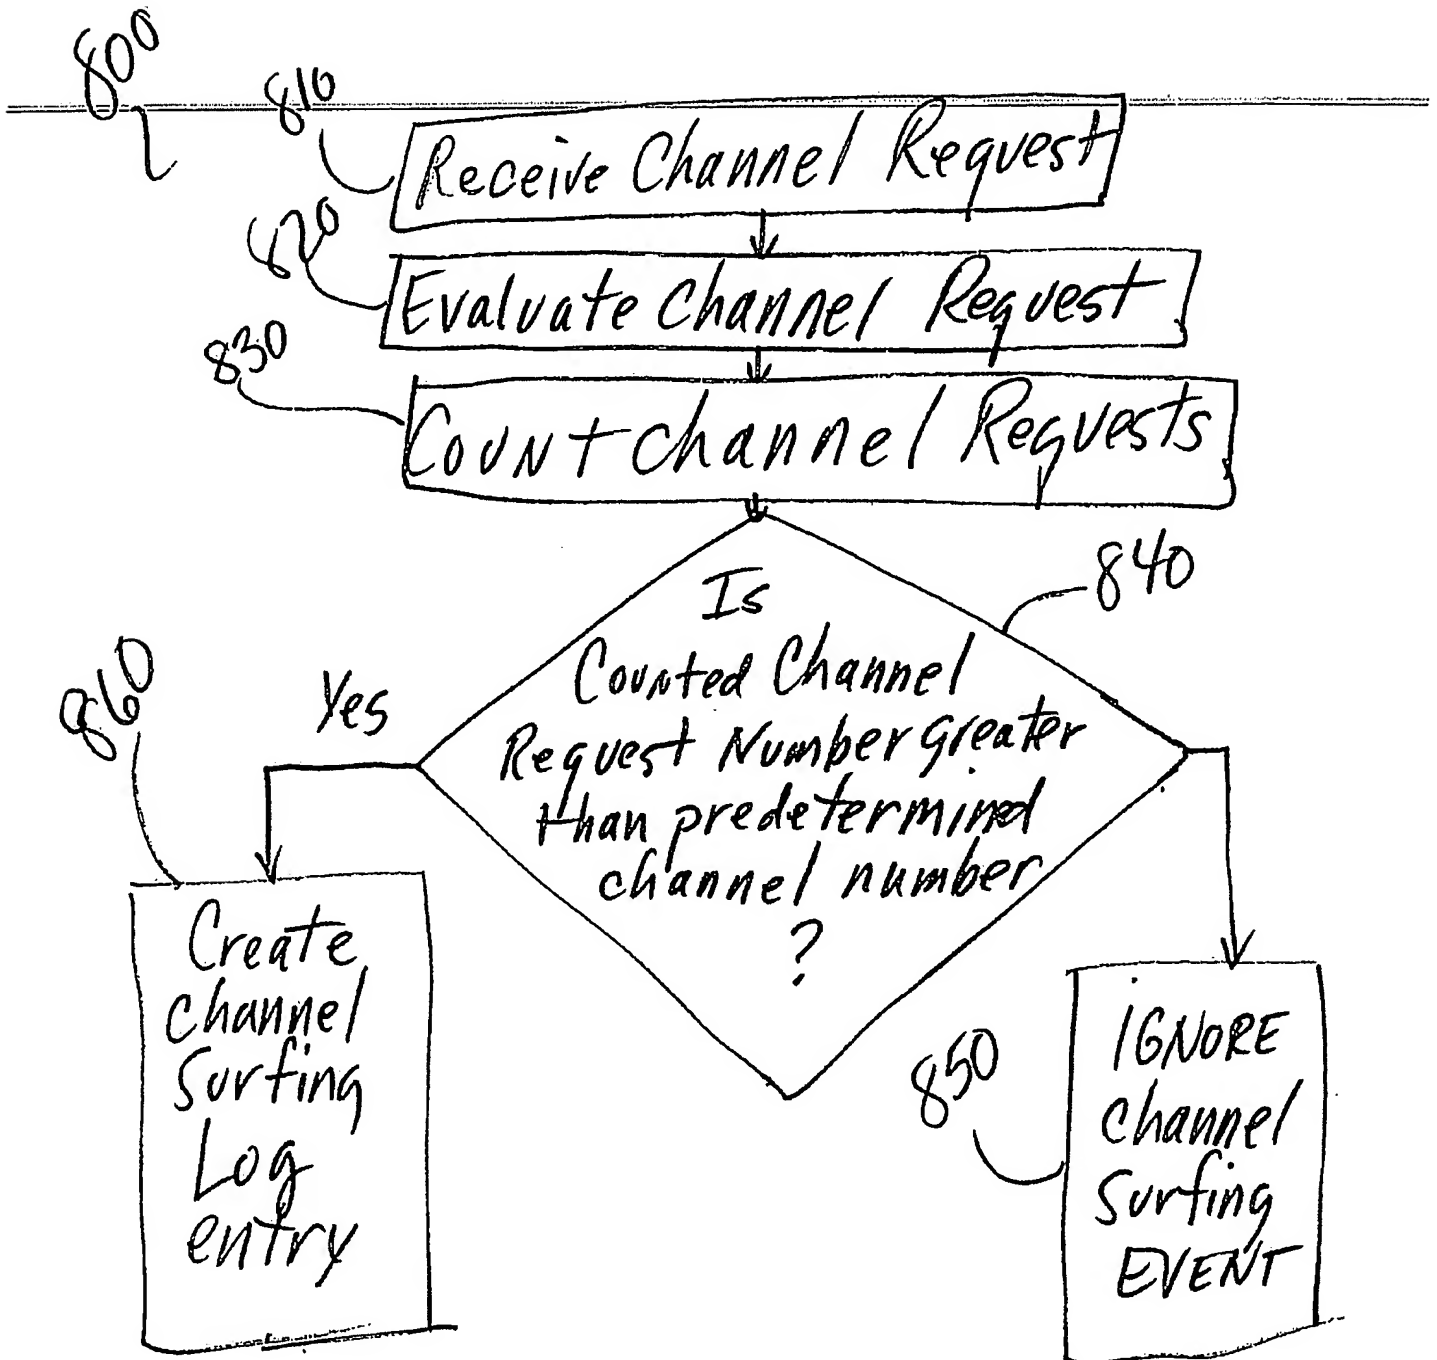 800
810
Receive Channel Request
820
Evaluate Channel Request
830
Count channel Requests
840
Is
Counted Channel
Request Number greater
than predetermined
channel number
?
Yes
860
Create
channel
Surfing
Log
entry
850
IGNORE
channel
Surfing
EVENT